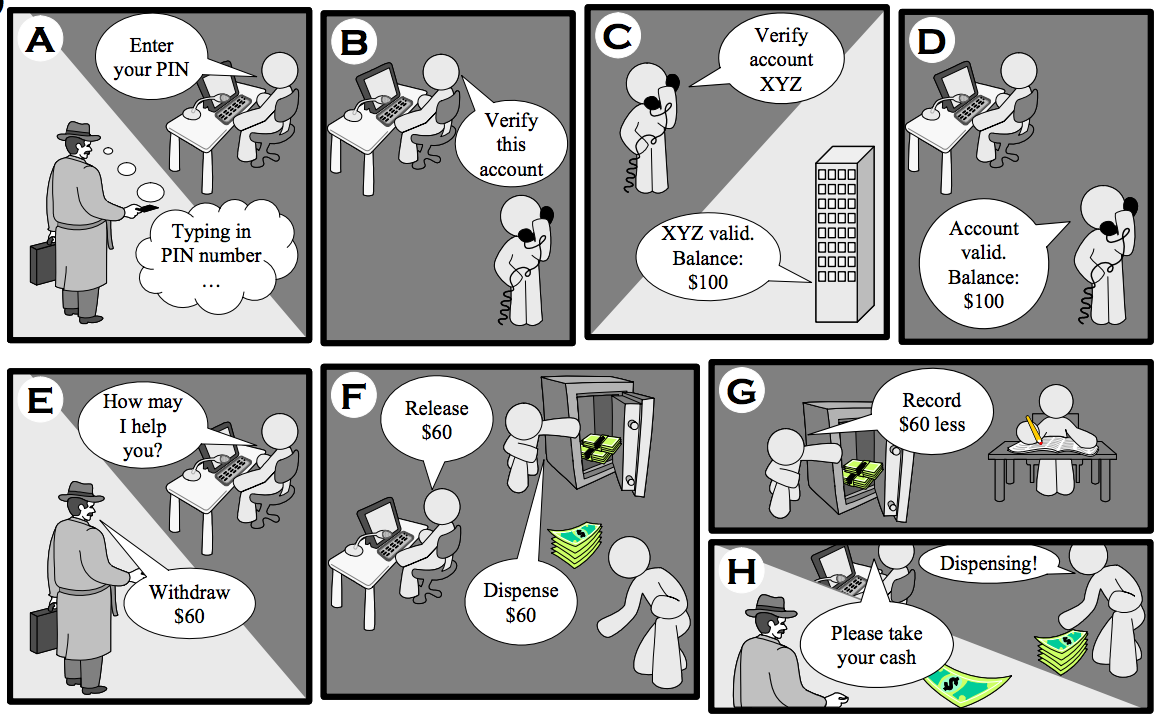 A
Enter
your PIN
Typing in
PIN number
...
B
Verify
this
account
C
Verify
account
XYZ
XYZ valid.
Balance:
$100
D
Account
valid.
Balance:
$100
E
How may
I help
you?
Withdraw
$60
F
Release
$60
Dispense
$60
G
Record
$60 less
H
Dispensing!
Please take
your cash